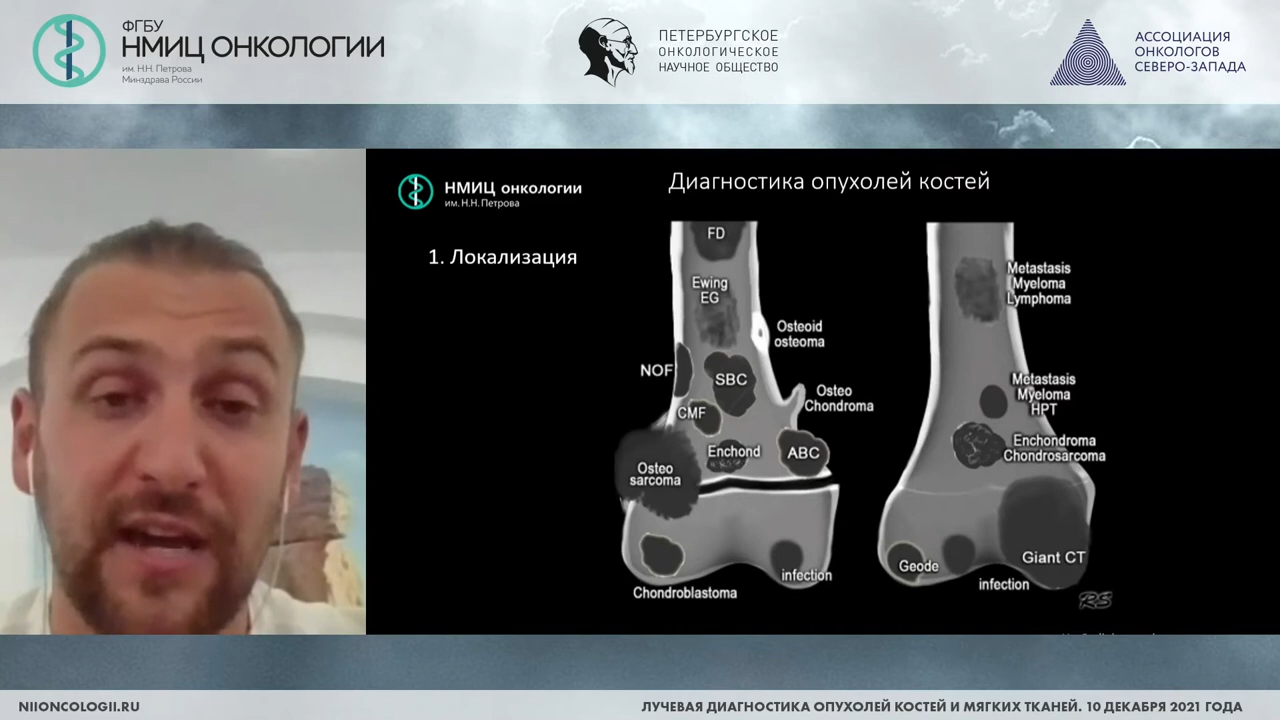 ФГБУ
НМИЦ ОНКОЛОГИИ
им. Н.Н. Петрова
Минздрава России
ПЕТЕРБУРГСКОЕ
ОНКОЛОГИЧЕСКОЕ
НАУЧНОЕ ОБЩЕСТВО
АССОЦИАЦИЯ
ОНКОЛОГОВ
СЕВЕРО-ЗАПАДА
НМИЦ онкологии
им. Н.Н. Петрова
Диагностика опухолей костей
1. Локализация
FD
Ewing
EG
Osteoid
osteoma
NOF
SBC
Osteo
Chondroma
CMF
Enchond
ABC
Osteo
sarcoma
Chondroblastoma
infection
Metastasis
Myeloma
Lymphoma
Metastasis
Myeloma
HPT
Enchondroma
Chondrosarcoma
Geode
Giant CT
infection
RS
NIIONCOLOGII.RU
ЛУЧЕВАЯ ДИАГНОСТИКА ОПУХОЛЕЙ КОСТЕЙ И МЯГКИХ ТКАНЕЙ. 10 ДЕКАБРЯ 2021 ГОДА